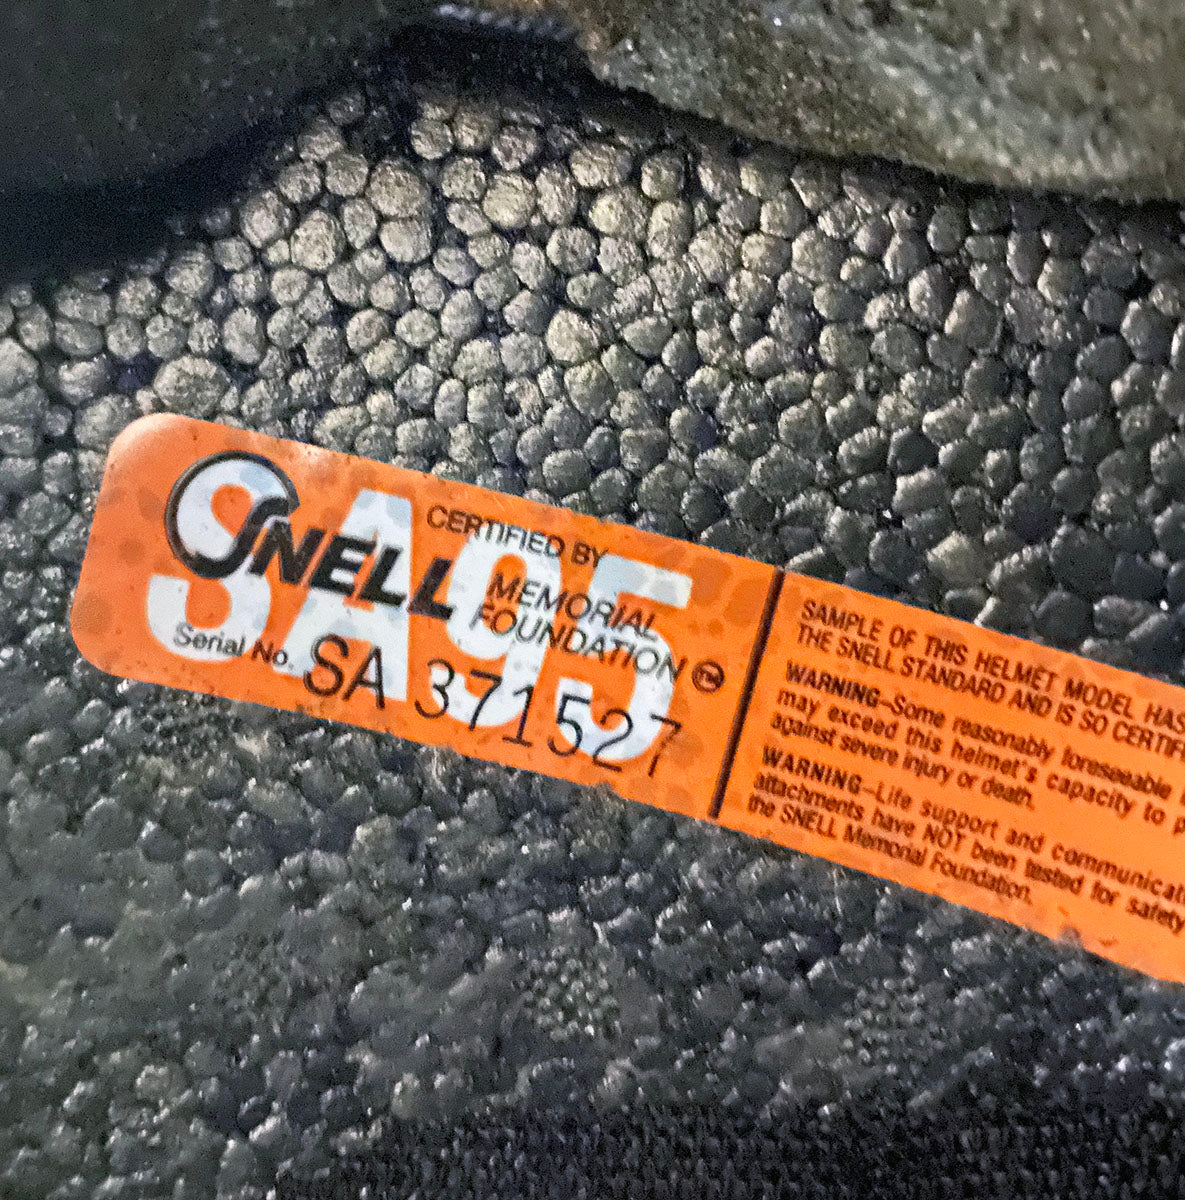 SA95
SNELL
CERTIFIED BY
MEMORIAL
FOUNDATION TM
Serial No. SA 371527
SAMPLE OF THIS HELMET MODEL HAS
THE SNELL STANDARD AND IS SO CERTIF
WARNING–Some reasonably foreseeable
may exceed this helmet's capacity to p
against severe injury or death.
WARNING–Life support and communicati
attachments have NOT been tested for safety
the SNELL Memorial Foundation.